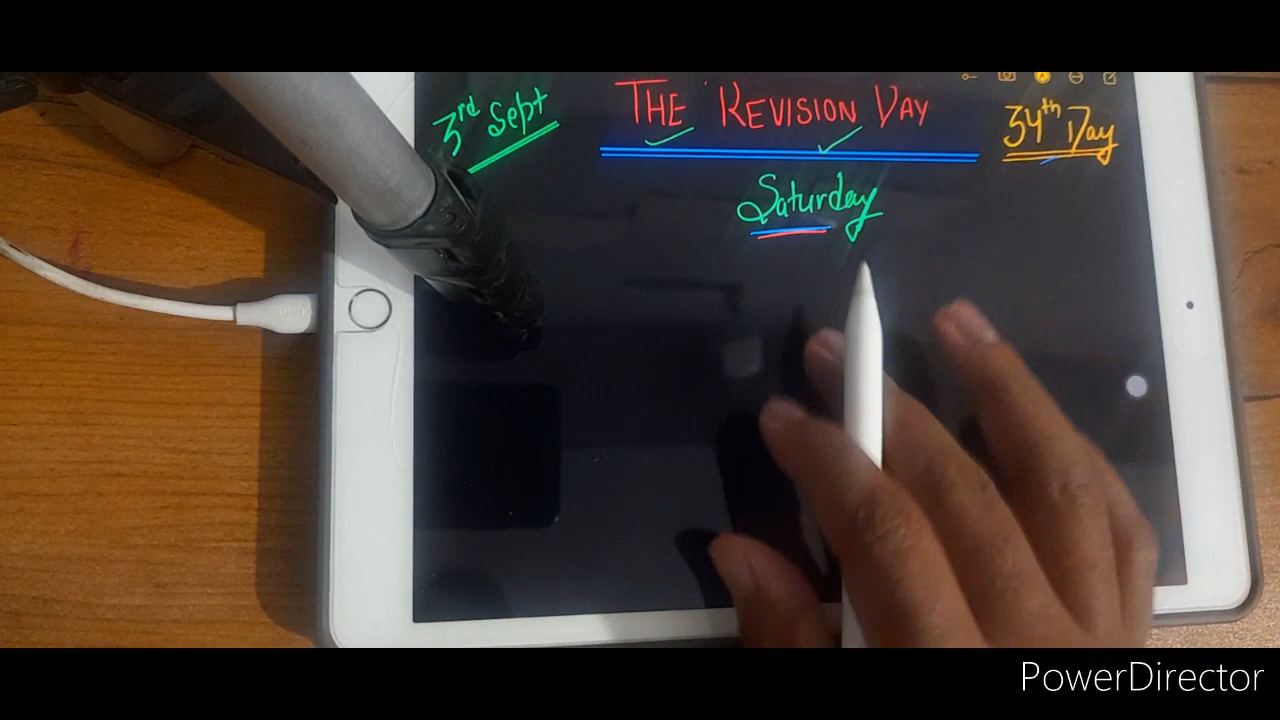 3rd Sept
THE REVISION DAY
34th Day
Saturday
PowerDirector